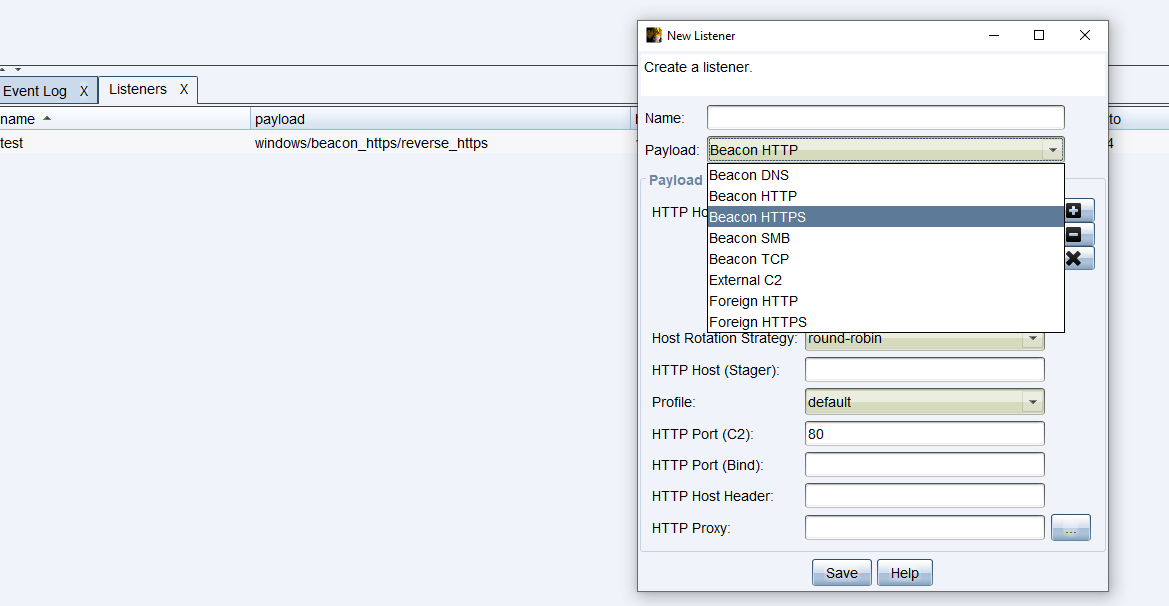 New Listener
Create a listener.
Event Log X
Listeners X
name payload to
test windows/beacon_https/reverse_https 4
Name:
Payload: Beacon HTTP
Beacon DNS
Beacon HTTP
Beacon HTTPS
Beacon SMB
Beacon TCP
External C2
Foreign HTTP
Foreign HTTPS
Payload
HTTP Ho
Host Rotation Strategy: round-robin
HTTP Host (Stager):
Profile: default
HTTP Port (C2): 80
HTTP Port (Bind):
HTTP Host Header:
HTTP Proxy: ...
Save Help